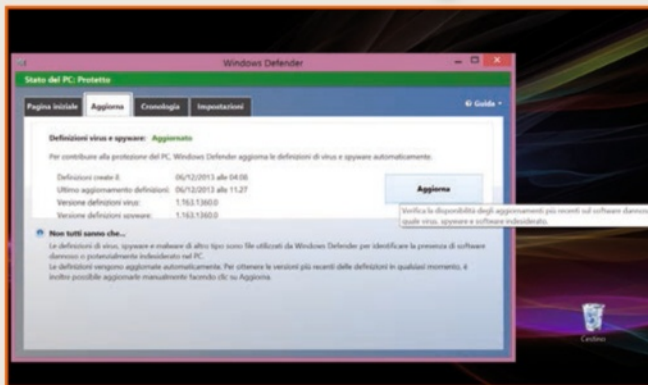 Windows Defender
Stato del PC: Protetto
Pagina iniziale Aggiorna Cronologia Impostazioni Guida
Definizioni virus e spyware: Aggiornato
Per contribuire alla protezione del PC, Windows Defender aggiorna le definizioni di virus e spyware automaticamente.
Definizioni create il: 06/12/2013 alle 04:06
Ultimo aggiornamento definizioni: 06/12/2013 alle 11.27
Versione definizioni virus: 1.163.1360.0
Versione definizioni spyware: 1.163.1360.0
Aggiorna
Verifica la disponibilità degli aggiornamenti più recenti sul software dannoso
quale virus, spyware e software indesiderato.
Non tutti sanno che...
Le definizioni di virus, spyware e malware di altro tipo sono file utilizzati da Windows Defender per identificare la presenza di software
dannoso o potenzialmente indesiderato nel PC.
Le definizioni vengono aggiornate automaticamente. Per ottenere le versioni più recenti delle definizioni in qualsiasi momento, è
inoltre possibile aggiornarle manualmente facendo clic su Aggiorna.
Cestino